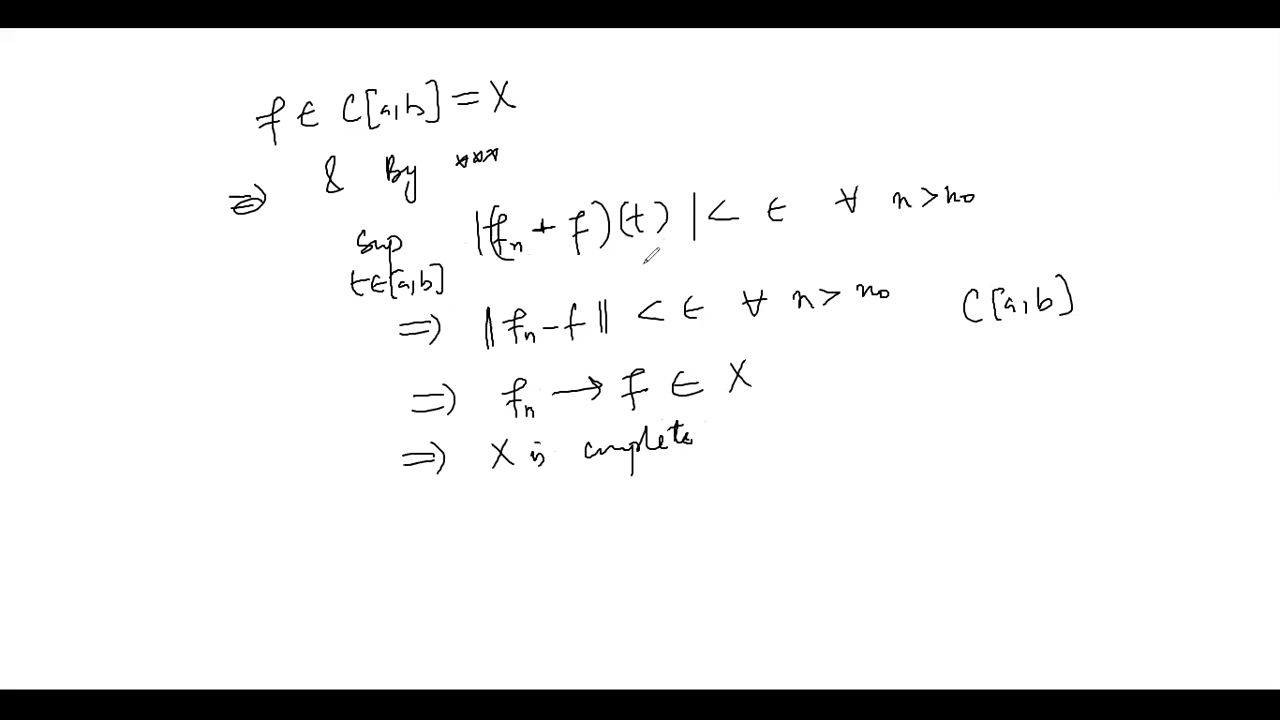 f ∈ C[a,b] = X
⇒ & By ***
Sup |(fn + f)(t)| < ∈ ∀ n > n0
t∈[a,b]
⇒ ||fn - f|| < ∈ ∀ n > n0 C[a,b]
⇒ fn → f ∈ X
⇒ X is complete